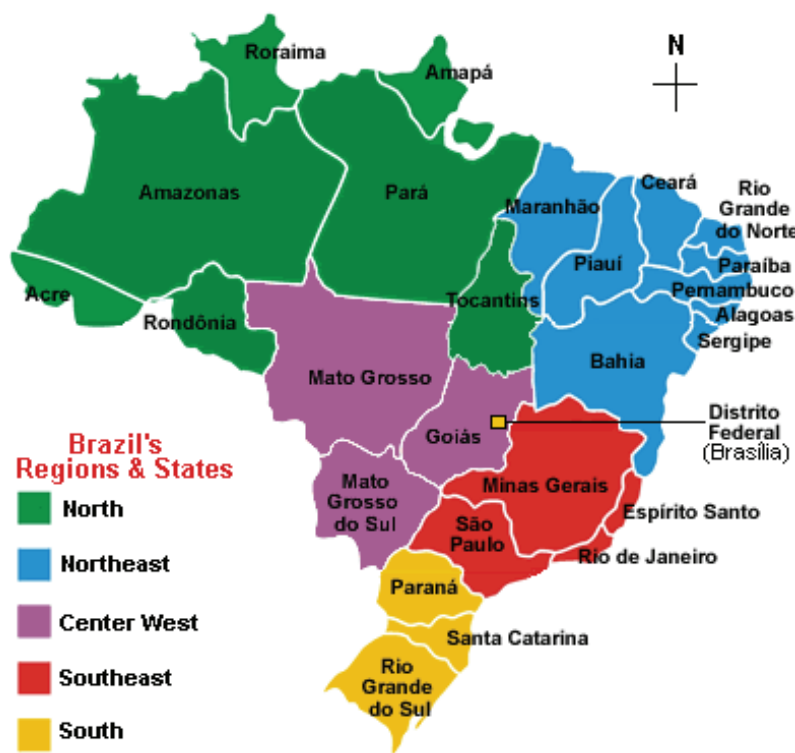 Roraima
Amapá
N
Amazonas
Pará
Maranhão
Ceará
Rio
Grande
do Norte
Piauí
Paraíba
Pernambuco
Acre
Rondônia
Tocantins
Alagoas
Sergipe
Bahia
Mato Grosso
Goiás
Distrito
Federal
(Brasília)
Brazil's
Regions & States
Mato
Grosso
do Sul
Minas Gerais
Espírito Santo
São
Paulo
Rio de Janeiro
Paraná
Santa Catarina
Rio
Grande
do Sul
North
Northeast
Center West
Southeast
South